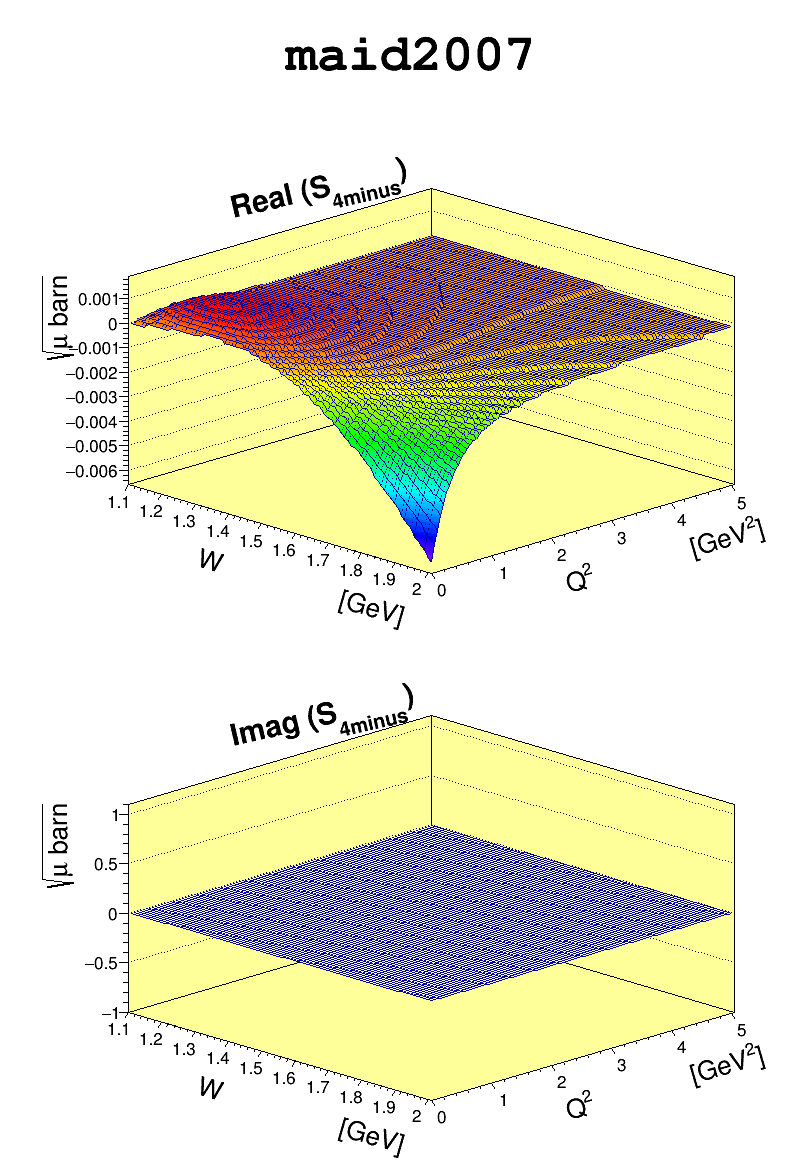 maid2007
Real (S4minus)
√μ barn
0.001
0
−0.001
−0.002
−0.003
−0.004
−0.005
−0.006
1.1 1.2 1.3 1.4 1.5 1.6 1.7 1.8 1.9 2
W
[GeV]
0 1 2 3 4 5
Q²
[GeV²]
Imag (S4minus)
√μ barn
1
0.5
0
−0.5
−1
1.1 1.2 1.3 1.4 1.5 1.6 1.7 1.8 1.9 2
W
[GeV]
0 1 2 3 4 5
Q²
[GeV²]